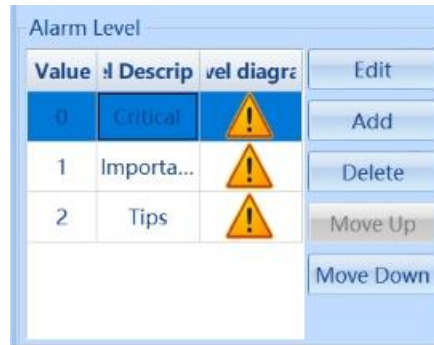 Alarm Level
Value el Descrip vel diagra Edit
0 Critical Add
1 Importa... Delete
2 Tips Move Up
Move Down